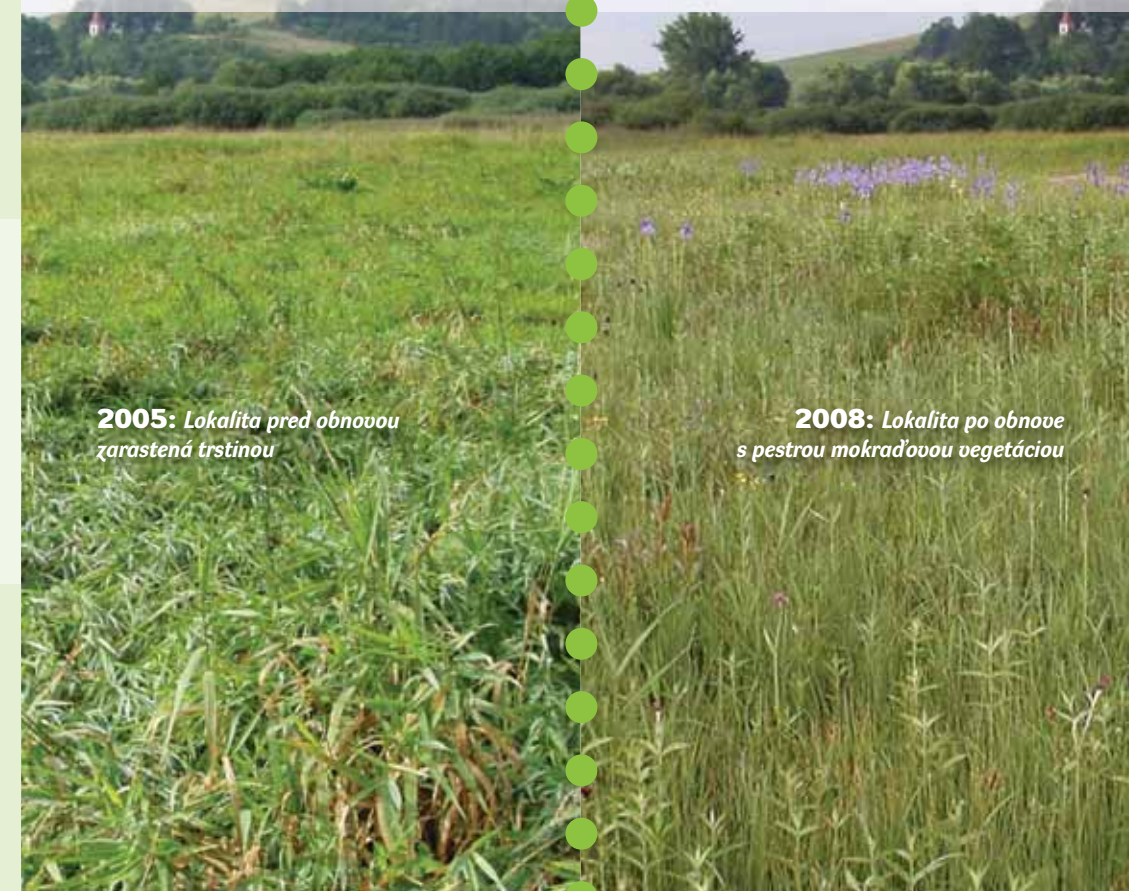 2005: Lokalita pred obnovou
zarastená trstinou
2008: Lokalita po obnove
s pestrou mokraďovou vegetáciou